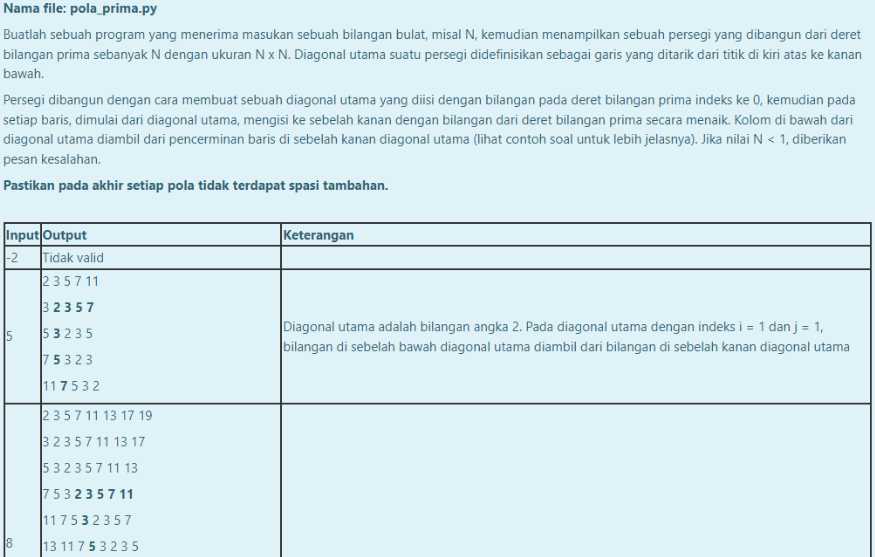 Nama file: pola_prima.py
Buatlah sebuah program yang menerima masukan sebuah bilangan bulat, misal N, kemudian menampilkan sebuah persegi yang dibangun dari deret
bilangan prima sebanyak N dengan ukuran N x N. Diagonal utama suatu persegi didefinisikan sebagai garis yang ditarik dari titik di kiri atas ke kanan
bawah.
Persegi dibangun dengan cara membuat sebuah diagonal utama yang diisi dengan bilangan pada deret bilangan prima indeks ke 0, kemudian pada
setiap baris, dimulai dari diagonal utama, mengisi ke sebelah kanan dengan bilangan dari deret bilangan prima secara menaik. Kolom di bawah dari
diagonal utama diambil dari pencerminan baris di sebelah kanan diagonal utama (lihat contoh soal untuk lebih jelasnya). Jika nilai N < 1, diberikan
pesan kesalahan.
Pastikan pada akhir setiap pola tidak terdapat spasi tambahan.
Input Output Keterangan
-2 Tidak valid
2 3 5 7 11
3 2 3 5 7
5 3 2 3 5
7 5 3 2 3
11 7 5 3 2
5
Diagonal utama adalah bilangan angka 2. Pada diagonal utama dengan indeks i = 1 dan j = 1,
bilangan di sebelah bawah diagonal utama diambil dari bilangan di sebelah kanan diagonal utama
2 3 5 7 11 13 17 19
3 2 3 5 7 11 13 17
5 3 2 3 5 7 11 13
7 5 3 2 3 5 7 11
11 7 5 3 2 3 5 7
8 13 11 7 5 3 2 3 5